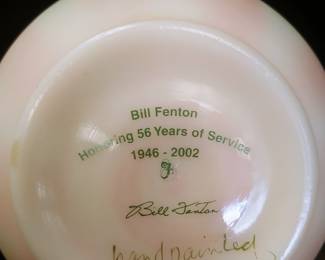 Bill Fenton
Honoring 56 Years of Service
1946 - 2002
Bill Fenton
handpainted